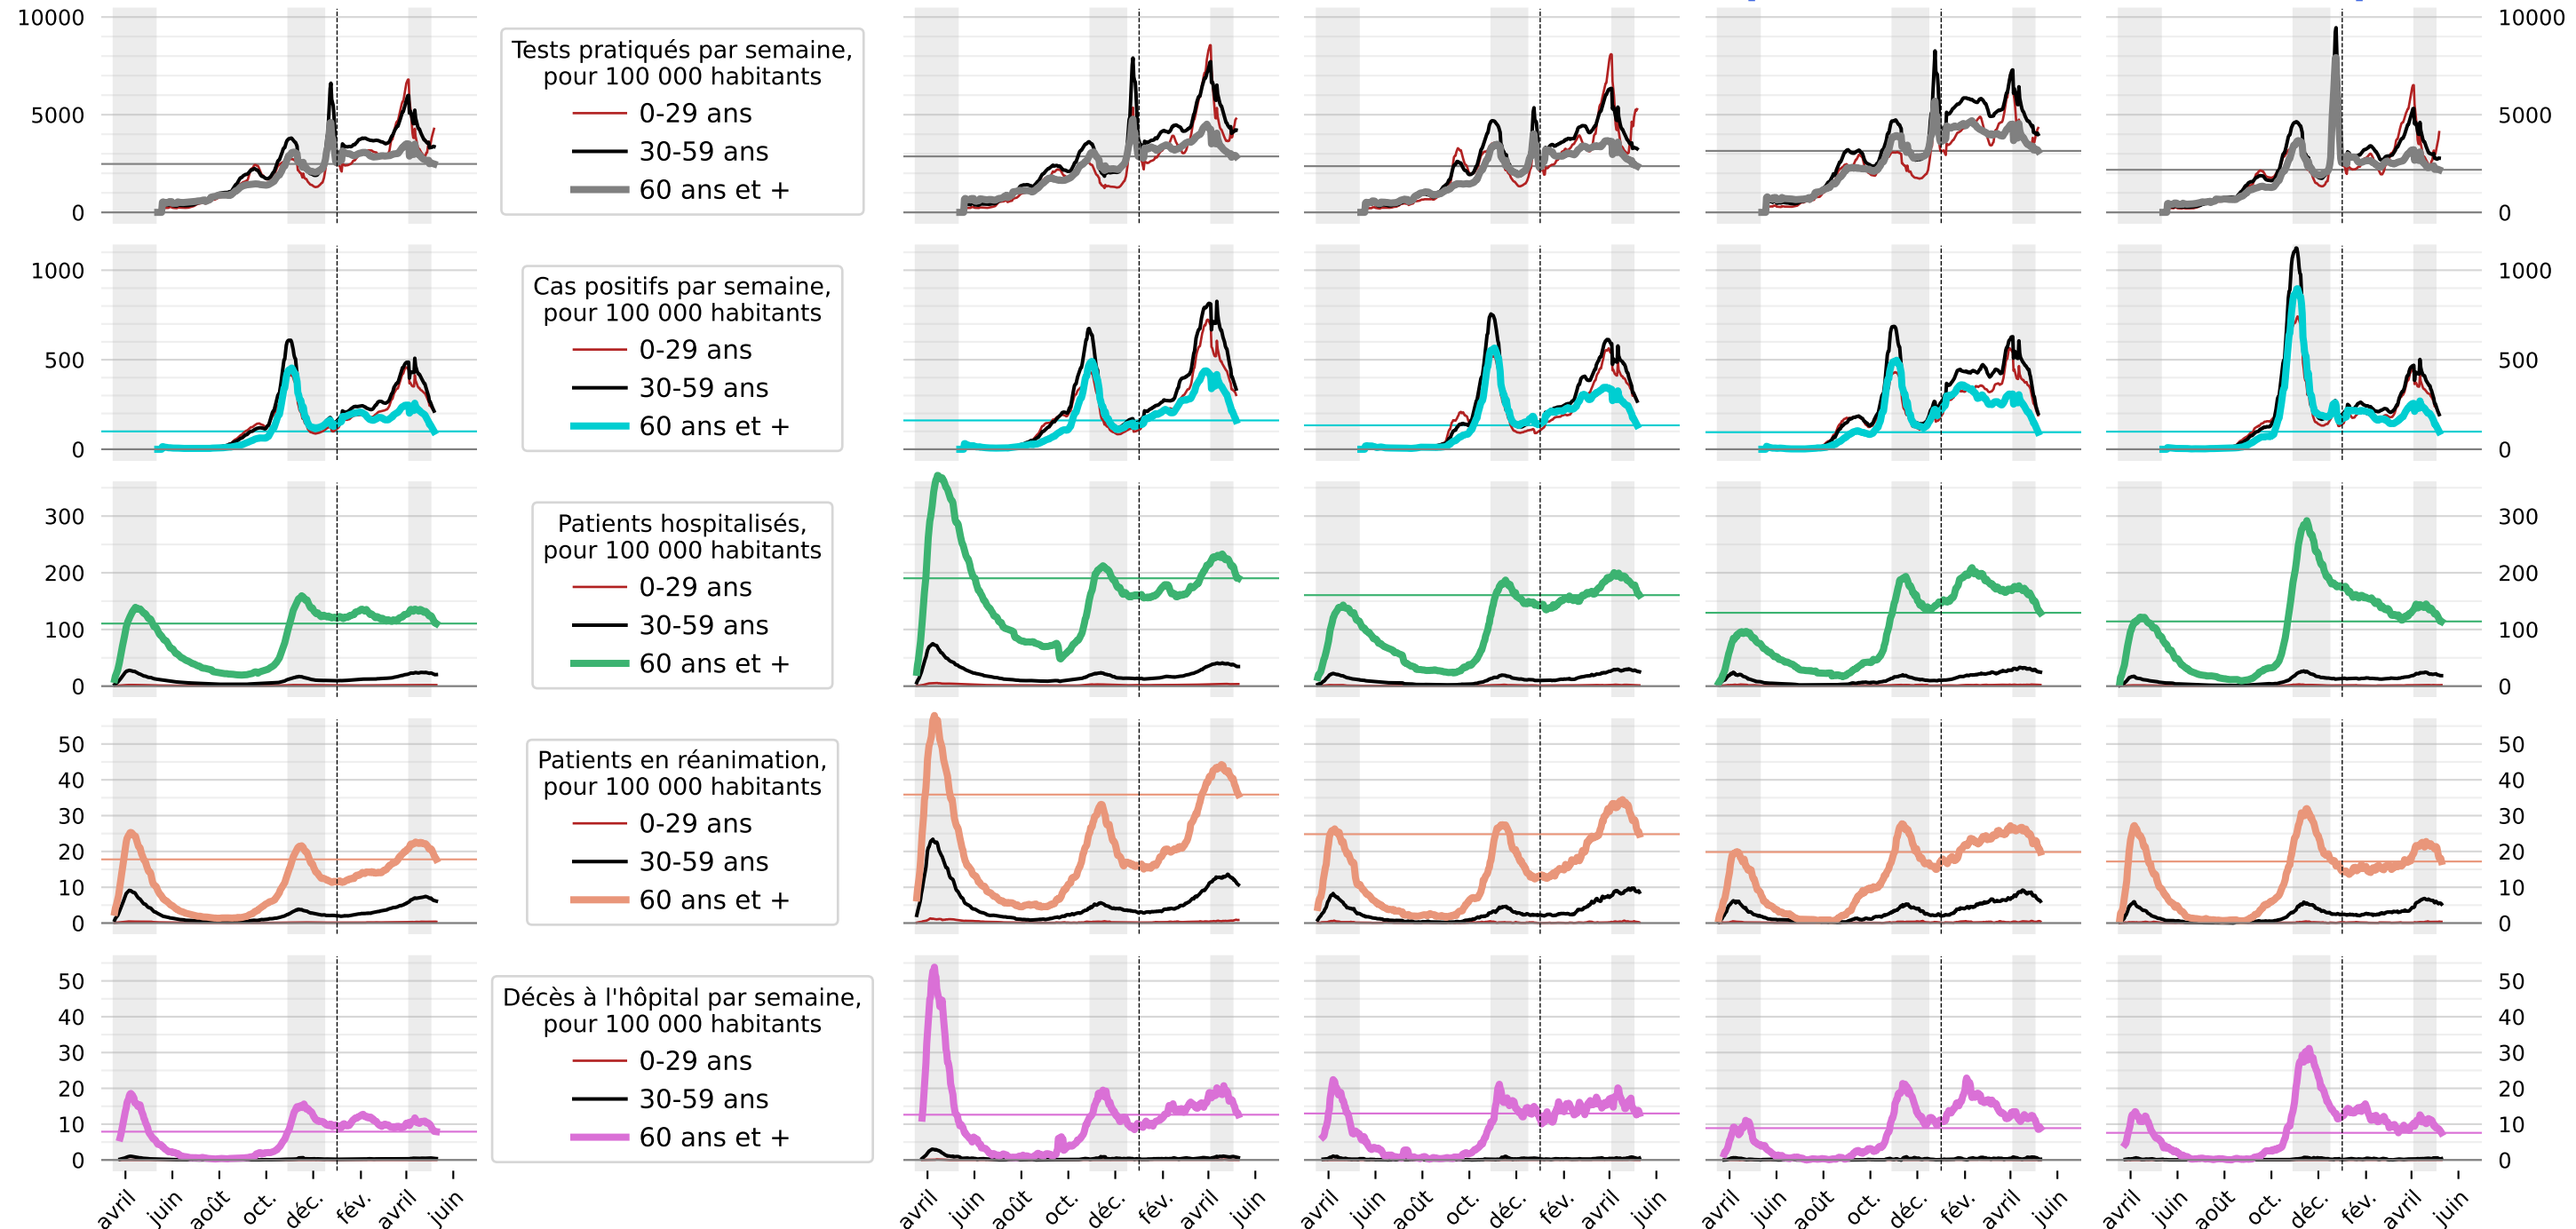 10000
5000
0
Tests pratiqués par semaine,
pour 100 000 habitants
0-29 ans
30-59 ans
60 ans et +
10000
5000
0
1000
500
0
Cas positifs par semaine,
pour 100 000 habitants
0-29 ans
30-59 ans
60 ans et +
1000
500
0
300
200
100
0
Patients hospitalisés,
pour 100 000 habitants
0-29 ans
30-59 ans
60 ans et +
300
200
100
0
50
40
30
20
10
0
Patients en réanimation,
pour 100 000 habitants
0-29 ans
30-59 ans
60 ans et +
50
40
30
20
10
0
50
40
30
20
10
0
Décès à l'hôpital par semaine,
pour 100 000 habitants
0-29 ans
30-59 ans
60 ans et +
50
40
30
20
10
0
avril juin août oct. déc. fév. avril juin
avril juin août oct. déc. fév. avril juin
avril juin août oct. déc. fév. avril juin
avril juin août oct. déc. fév. avril juin
avril juin août oct. déc. fév. avril juin